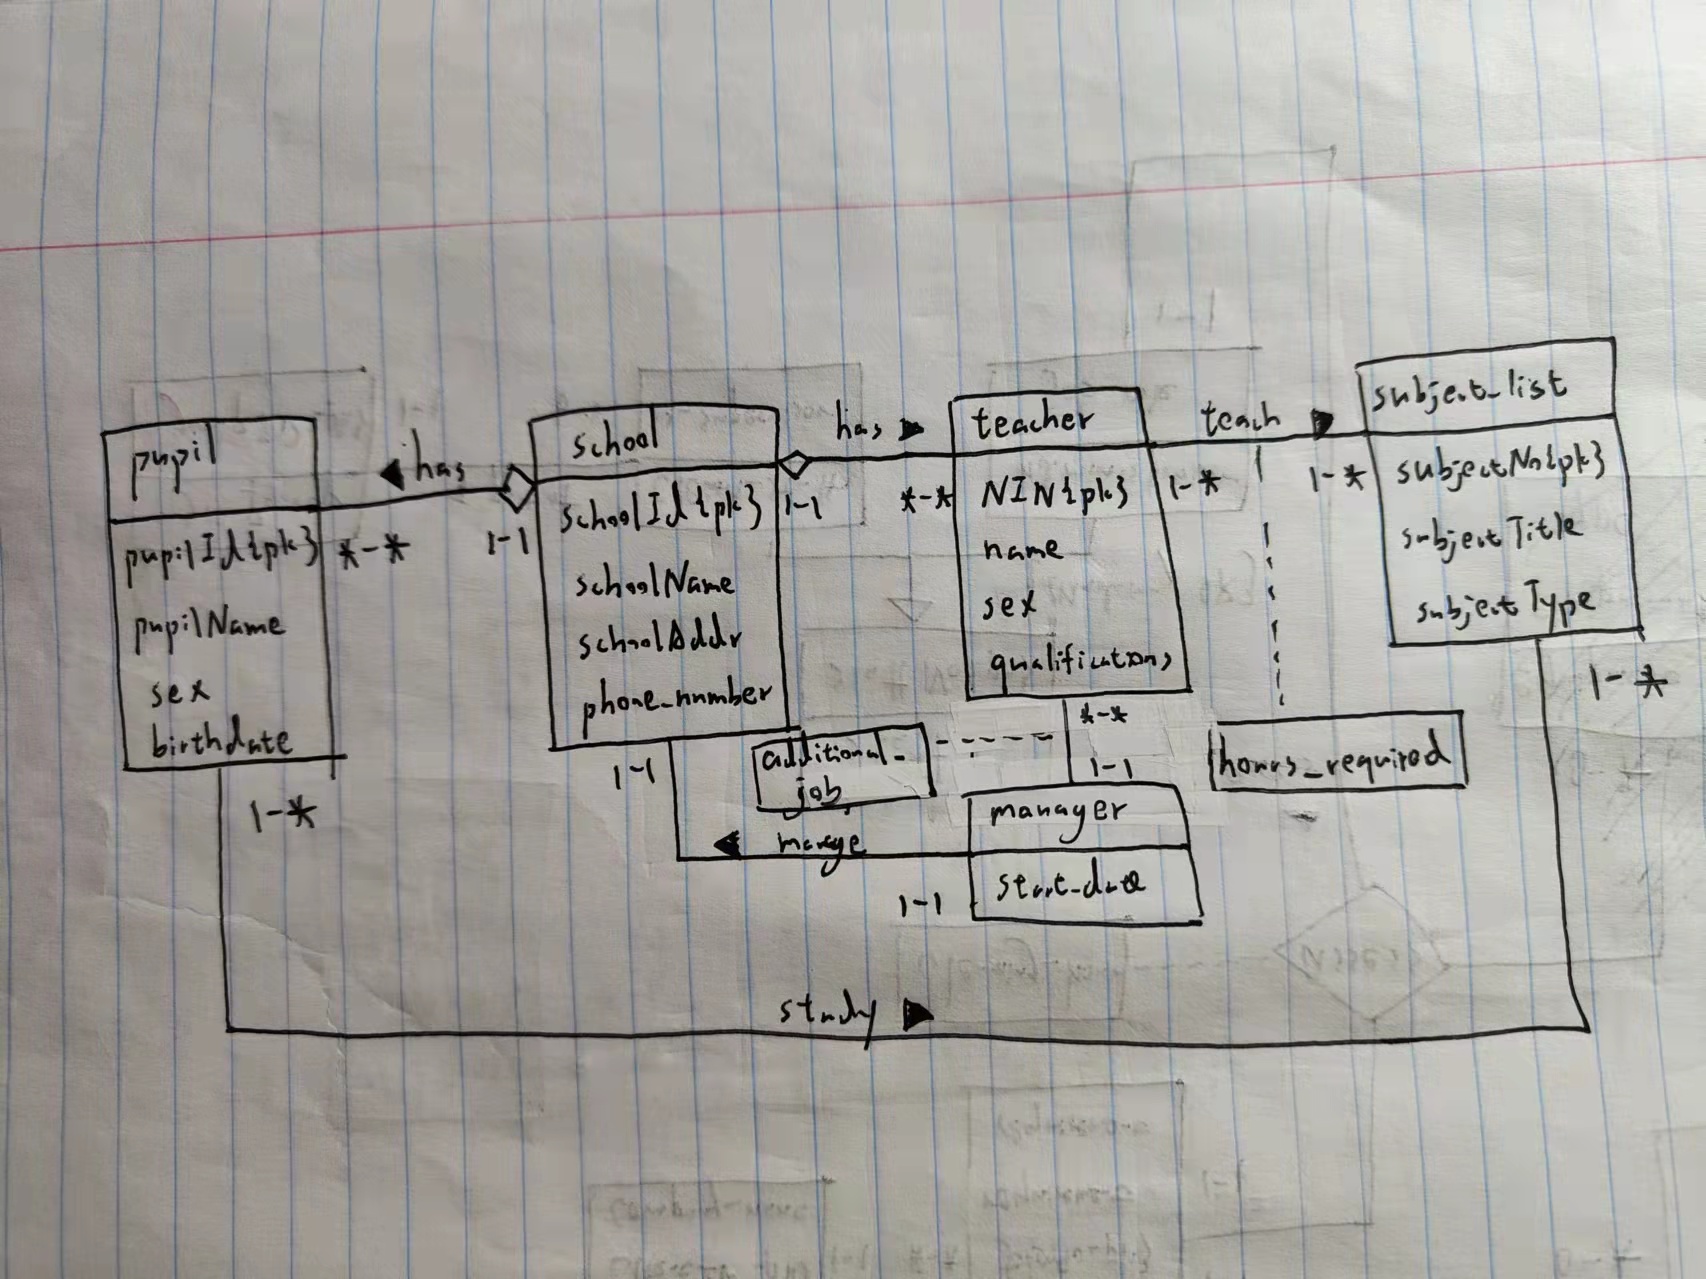 pupil
pupilId{pk}
pupilName
sex
birthdate
has
*-*
1-1
school
schoolId{pk}
schoolName
schoolAddr
phone_number
has
1-1
*-*
teacher
NIN{pk}
name
sex
qualifications
teach
1-*
1-*
subject_list
subjectNo{pk}
subjectTitle
subjectType
1-*
hours_required
*-*
1-1
additional_
job
1-1
manager
start_date
manage
1-1
1-*
study